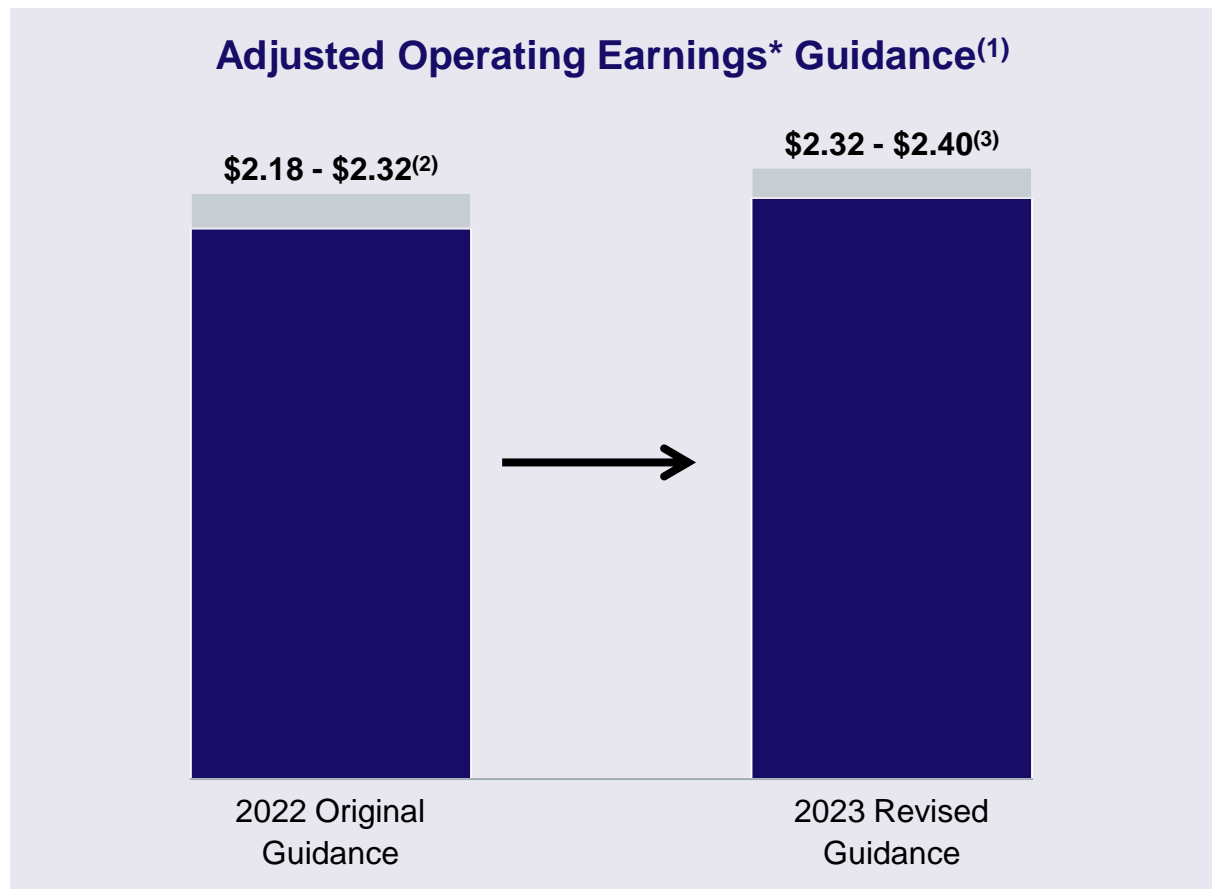 Adjusted Operating Earnings* Guidance(1)
$2.18 - $2.32(2)
$2.32 - $2.40(3)
2022 Original
Guidance
2023 Revised
Guidance